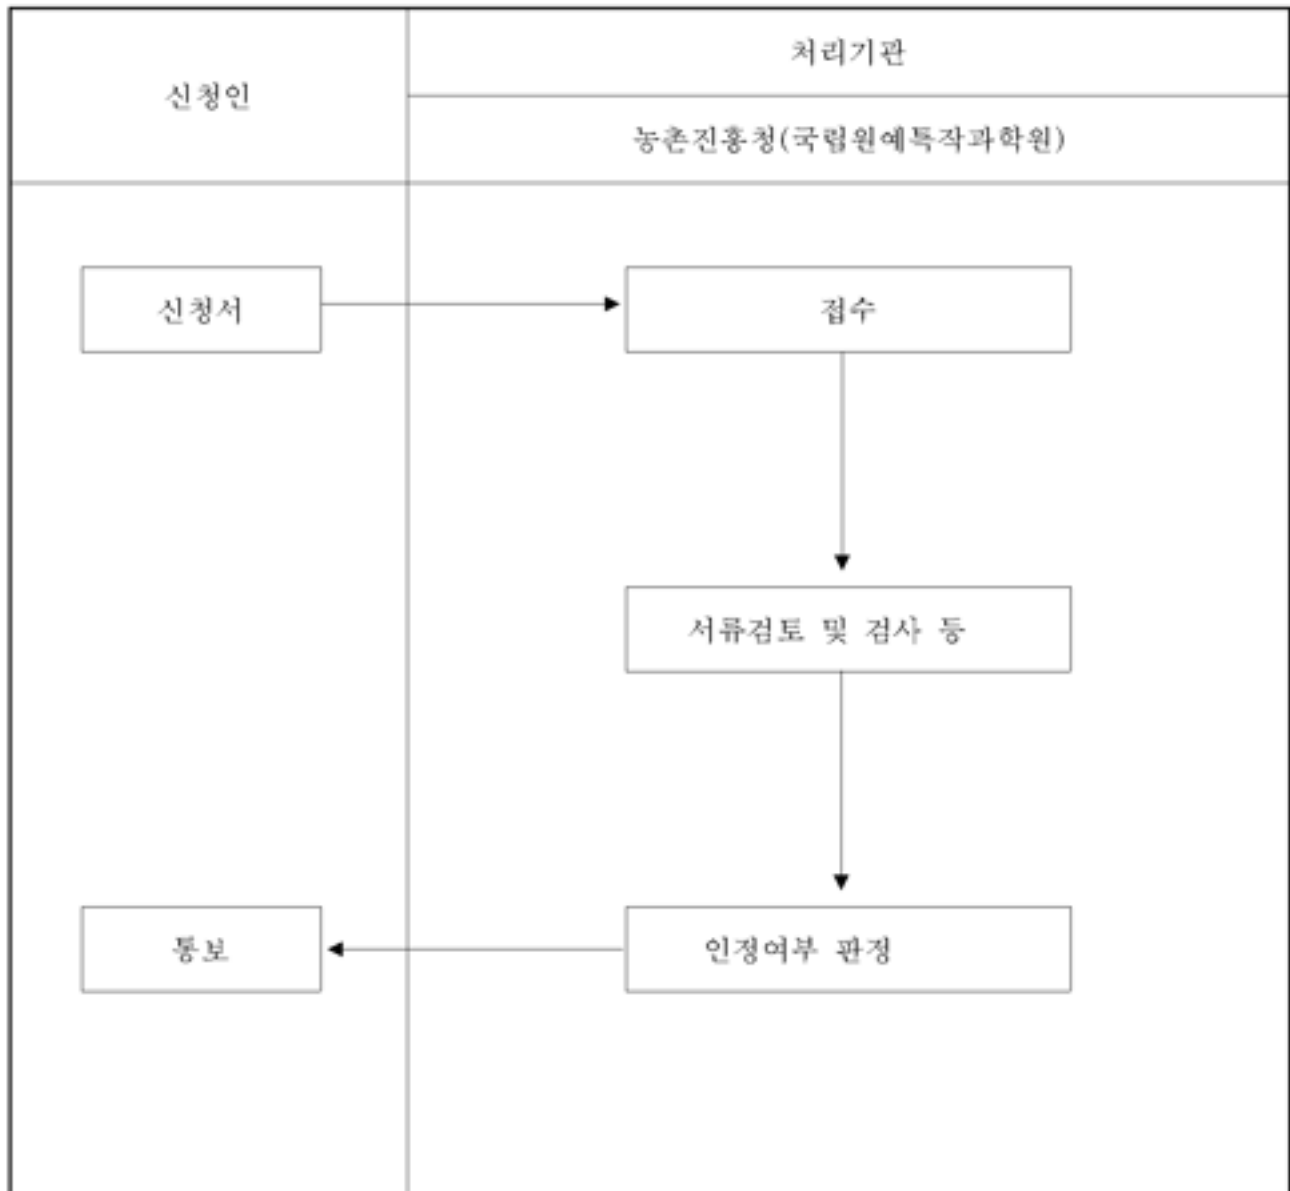 신청인
처리기관
농촌진흥청(국립원예특작과학원)
신청서
접수
서류검토 및 검사 등
통보
인정여부 판정